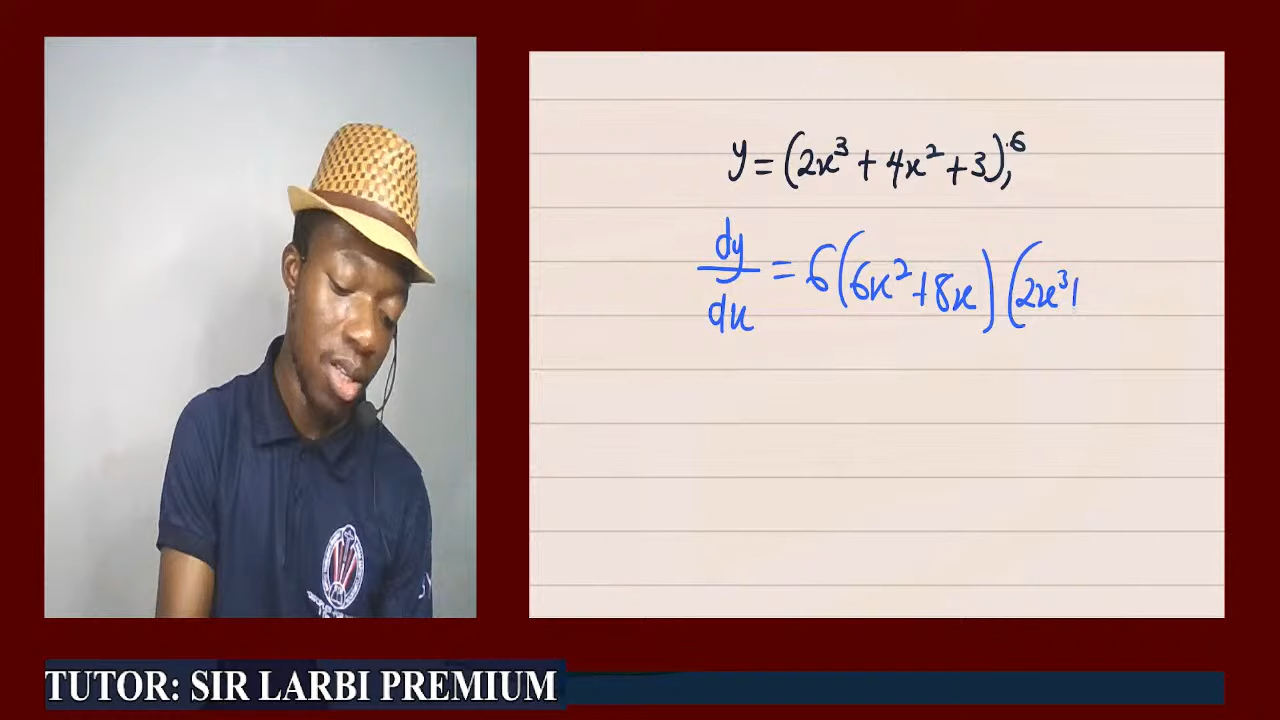 y = (2x³ + 4x² + 3)⁶,
dy/dx = 6(6x² + 8x)(2x³+
TUTOR: SIR LARBI PREMIUM